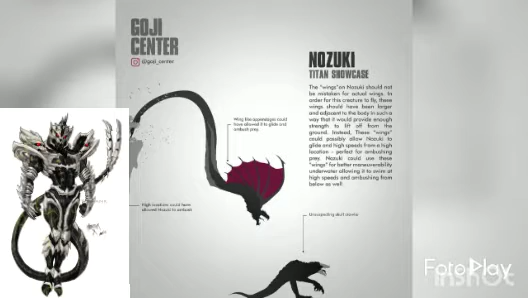 GOJI
CENTER
@goji_center
NOZUKI
TITAN SHOWCASE
The "wings"on Nozuki should not
be mistaken for actual wings. In
order for this creature to fly, these
wings should have been larger
and adjacent to the body in such a
way that it would provide enough
strength to lift off from the
ground. Instead, These "wings"
could possibly allow Nozuki to
glide and high speeds from a high
location - perfect for ambushing
prey. Nozuki could use these
"wings" for better maneuverability
underwater allowing it to swim at
high speeds and ambushing from
below as well
Wing like appendages could
have allowed it to glide and
ambush prey
High
allowed Nozuki to ambush
Unsuspecting skull crawler
FotoPlay
InShOt